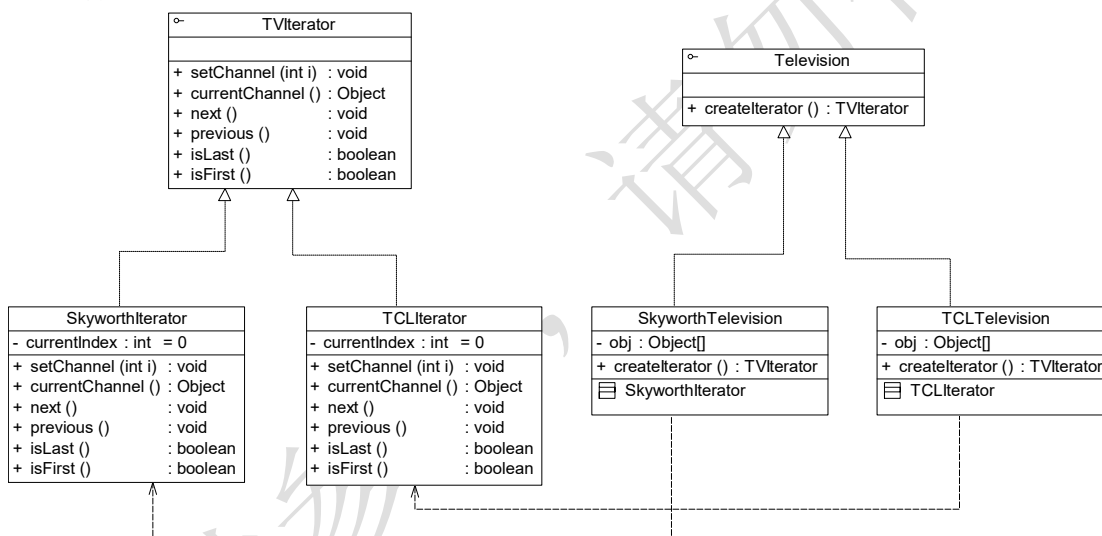 TVIterator
+ setChannel (int i) : void
+ currentChannel () : Object
+ next () : void
+ previous () : void
+ isLast () : boolean
+ isFirst () : boolean
Television
+ createIterator () : TVIterator
SkyworthIterator
- currentIndex : int = 0
+ setChannel (int i) : void
+ currentChannel () : Object
+ next () : void
+ previous () : void
+ isLast () : boolean
+ isFirst () : boolean
TCLIterator
- currentIndex : int = 0
+ setChannel (int i) : void
+ currentChannel () : Object
+ next () : void
+ previous () : void
+ isLast () : boolean
+ isFirst () : boolean
SkyworthTelevision
- obj : Object[]
+ createIterator () : TVIterator
SkyworthIterator
TCLTelevision
- obj : Object[]
+ createIterator () : TVIterator
TCLIterator
，请勿